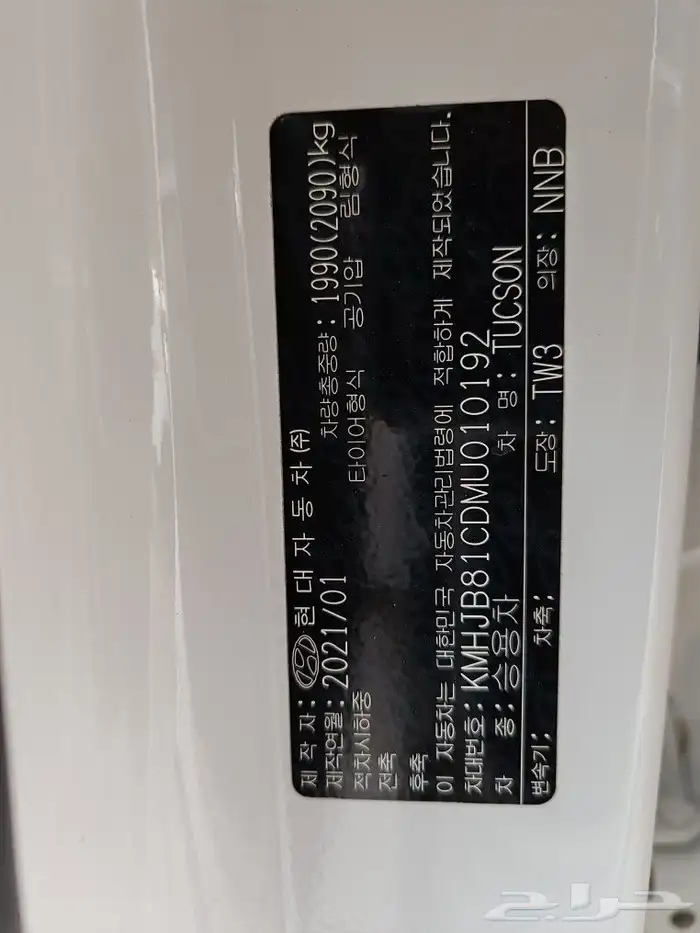 제 작 자: 현 대 자 동 차 (주)
제작연월: 2021/01 차량총중량: 1990(2090)kg
적차시하중 타이어형식 공기압 림형식
전축
후축
이 자동차는 대한민국 자동차관리법령에 적합하게 제작되었습니다.
차대번호: KMHJB81CDMU010192
차 종: 승용차 차 명: TUCSON
변속기: 차축: 도장: TW3 의장: NNB
حراج